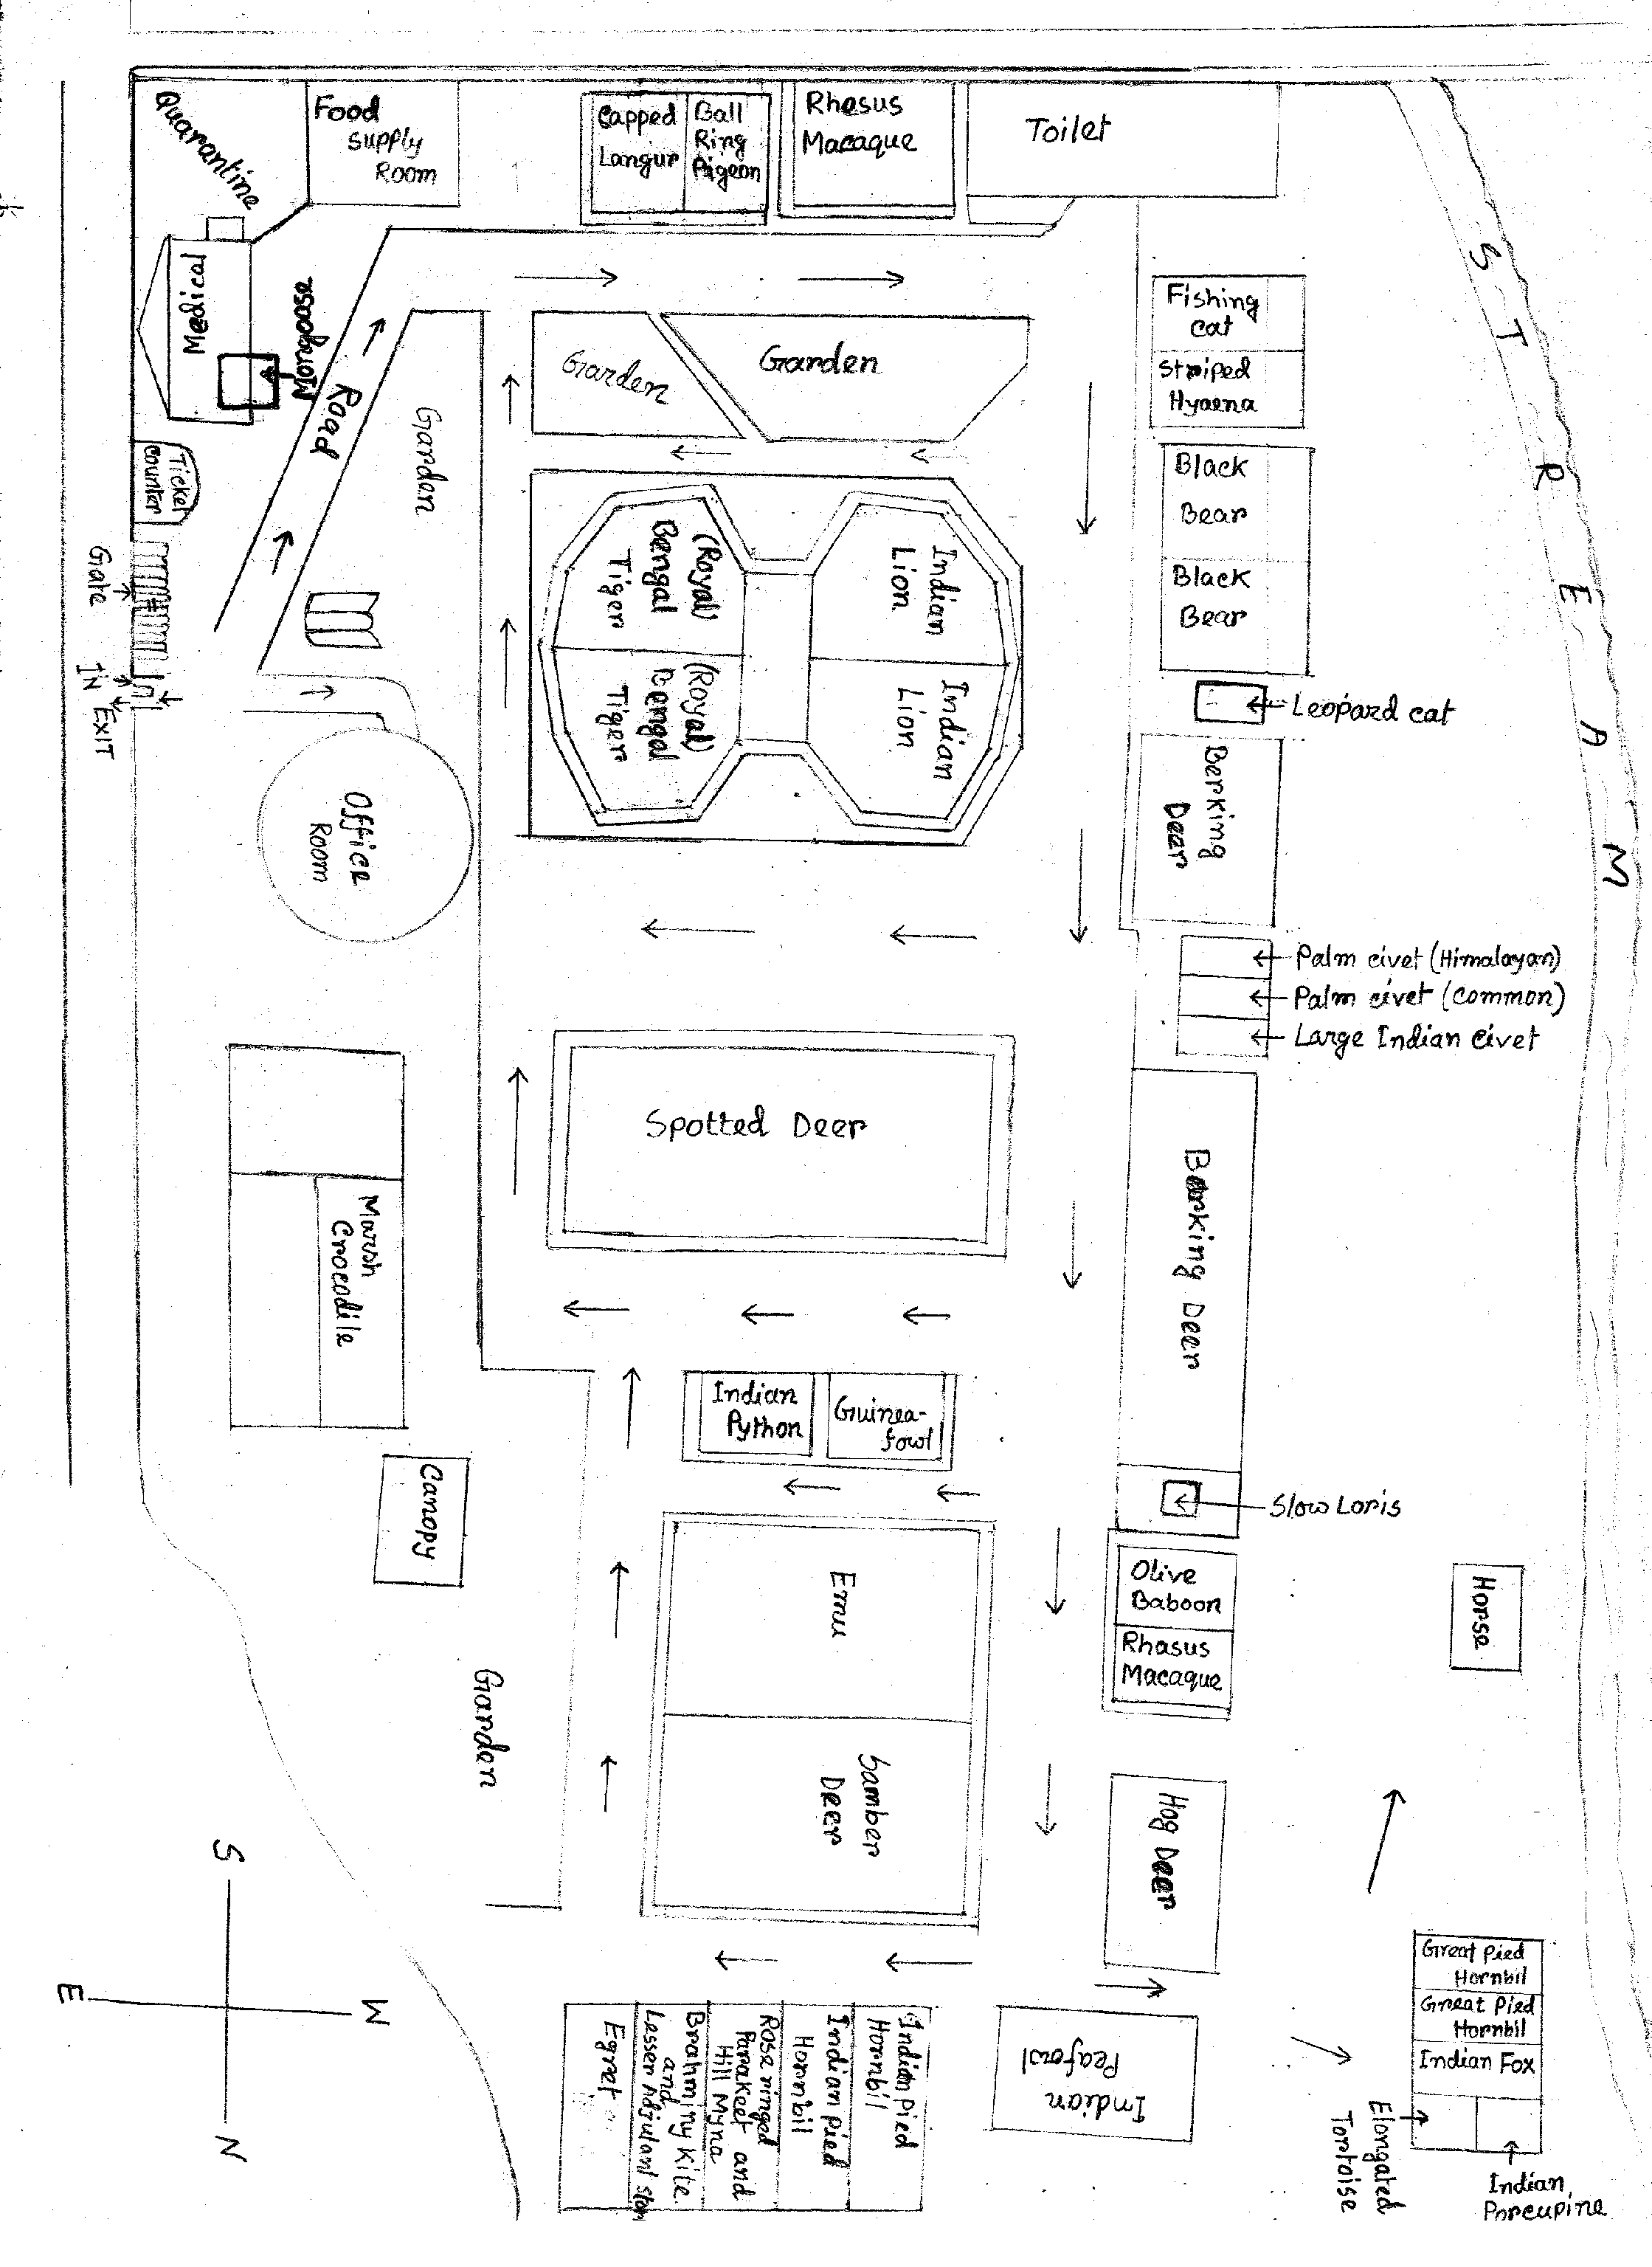 Quarantine
Food
supply
Room
Capped
Langur
Ball
Ring
Pigeon
Rhesus
Macaque
Toilet
STREAM
Medical
Mongoose
Road
Garden
Garden
Garden
Fishing
cat
Striped
Hyaena
Ticket
Counter
Gate
IN
EXIT
(Royal)
Bengal
Tiger
Indian
Lion
(Royal)
Bengal
Tiger
Indian
Lion
Black
Bear
Black
Bear
Leopard cat
Office
Room
Berking
Deer
Palm civet (Himalayan)
Palm civet (common)
Large Indian civet
Spotted Deer
Barking Deer
Marsh
Crocodile
Indian
Python
Guinea-
fowl
Canopy
Slow Loris
Emu
Olive
Baboon
Rhasus
Macaque
Horse
Garden
Samber
Deer
Hog Deer
S
E
W
N
Great Pied
Hornbil
Great Pied
Hornbil
Indian Fox
Elongated
Tortoise
Indian
Porcupine
Indian
Peafowl
Indian Pied
Hornbil
Indian Pied
Hornbil
Rose ringed
Parakeet and
Hill Myna
Brahminy Kite
and
Lesser Adjutant stork
Egret